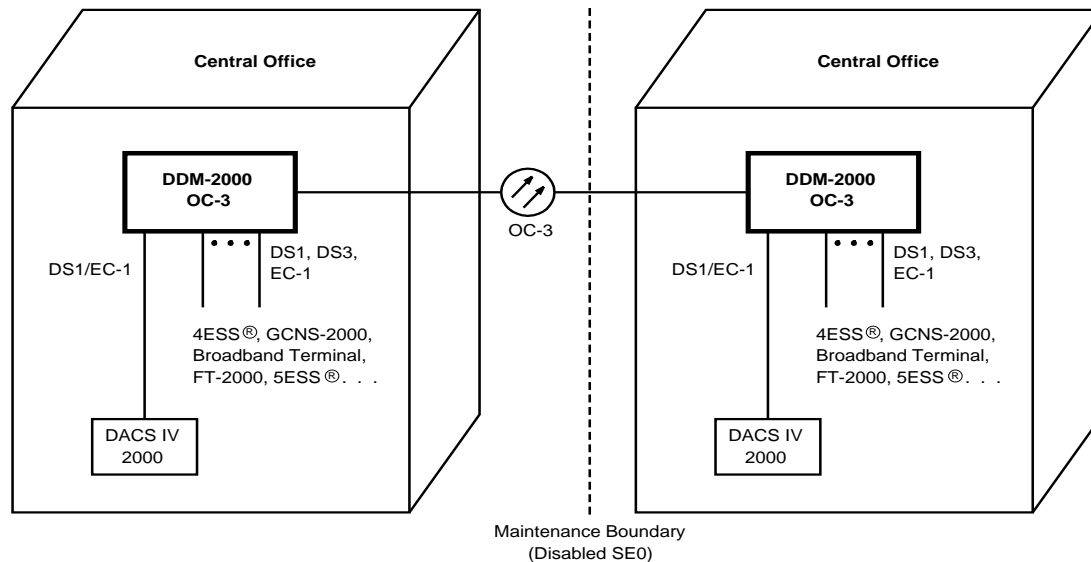 Central Office
DDM-2000
OC-3
DS1/EC-1
DS1, DS3,
EC-1
4ESS®, GCNS-2000,
Broadband Terminal,
FT-2000, 5ESS®. . .
DACS IV
2000
OC-3
Central Office
DDM-2000
OC-3
DS1/EC-1
DS1, DS3,
EC-1
4ESS®, GCNS-2000,
Broadband Terminal,
FT-2000, 5ESS®. . .
DACS IV
2000
Maintenance Boundary
(Disabled SE0)